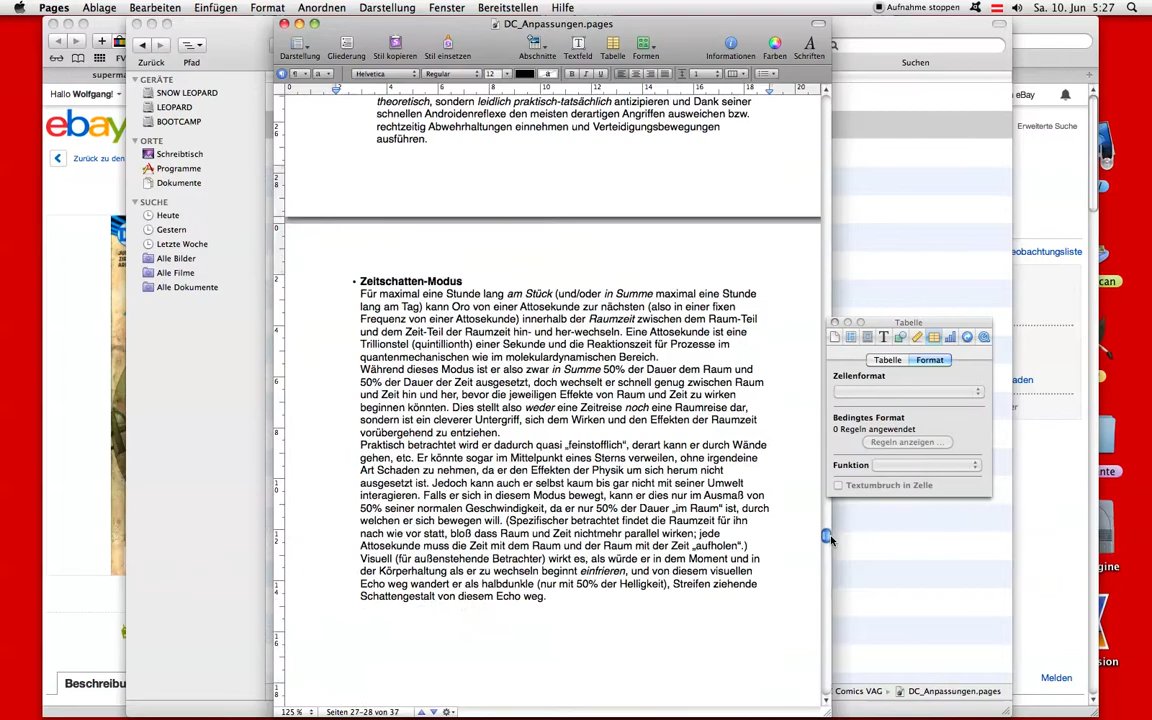 Pages Ablage Bearbeiten Einfügen Format Anordnen Darstellung Fenster Bereitstellen Hilfe Aufnahme stoppen Sa. 10. Jun 5:27
DC_Anpassungen.pages
Zurück Pfad
Darstellung Gliederung Stil kopieren Stil einsetzen Abschnitte Textfeld Tabelle Formen Informationen Farben Schriften
Suchen
FV
superma
Helvetica Regular 12 B I U 1
Hallo Wolfgang!
ebay
Zurück zu den
GERÄTE
SNOW LEOPARD
LEOPARD
BOOTCAMP
ORTE
Schreibtisch
Programme
Dokumente
SUCHE
Heute
Gestern
Letzte Woche
Alle Bilder
Alle Filme
Alle Dokumente
theoretisch, sondern leidlich praktisch-tatsächlich antizipieren und Dank seiner
schnellen Androidenreflexe den meisten derartigen Angriffen ausweichen bzw.
rechtzeitig Abwehrhaltungen einnehmen und Verteidigungsbewegungen
ausführen.
• Zeitschatten-Modus
Für maximal eine Stunde lang am Stück (und/oder in Summe maximal eine Stunde
lang am Tag) kann Oro von einer Attosekunde zur nächsten (also in einer fixen
Frequenz von einer Attosekunde) innerhalb der Raumzeit zwischen dem Raum-Teil
und dem Zeit-Teil der Raumzeit hin- und her-wechseln. Eine Attosekunde ist eine
Trillionstel (quintillionth) einer Sekunde und die Reaktionszeit für Prozesse im
quantenmechanischen wie im molekulardynamischen Bereich.
Während dieses Modus ist er also zwar in Summe 50% der Dauer dem Raum und
50% der Dauer der Zeit ausgesetzt, doch wechselt er schnell genug zwischen Raum
und Zeit hin und her, bevor die jeweiligen Effekte von Raum und Zeit zu wirken
beginnen könnten. Dies stellt also weder eine Zeitreise noch eine Raumreise dar,
sondern ist ein cleverer Untergriff, sich dem Wirken und den Effekten der Raumzeit
vorübergehend zu entziehen.
Praktisch betrachtet wird er dadurch quasi „feinstofflich“, derart kann er durch Wände
gehen, etc. Er könnte sogar im Mittelpunkt eines Sterns verweilen, ohne irgendeine
Art Schaden zu nehmen, da er den Effekten der Physik um sich herum nicht
ausgesetzt ist. Jedoch kann auch er selbst kaum bis gar nicht mit seiner Umwelt
interagieren. Falls er sich in diesem Modus bewegt, kann er dies nur im Ausmaß von
50% seiner normalen Geschwindigkeit, da er nur 50% der Dauer „im Raum“ ist, durch
welchen er sich bewegen will. (Spezifischer betrachtet findet die Raumzeit für ihn
nach wie vor statt, bloß dass Raum und Zeit nichtmehr parallel wirken; jede
Attosekunde muss die Zeit mit dem Raum und der Raum mit der Zeit „aufholen“.)
Visuell (für außenstehende Betrachter) wirkt es, als würde er in dem Moment und in
der Körperhaltung als er zu wechseln beginnt einfrieren, und von diesem visuellen
Echo weg wandert er als halbdunkle (nur mit 50% der Helligkeit), Streifen ziehende
Schattengestalt von diesem Echo weg.
Tabelle
Tabelle Format
Zellenformat
Bedingtes Format
0 Regeln angewendet
Regeln anzeigen ...
Funktion
Textumbruch in Zelle
n eBay
Erweiterte Suche
eobachtungsliste
aden
Melden
Beschreibu
125 % Seiten 27-28 von 37
Comics VAG DC_Anpassungen.pages